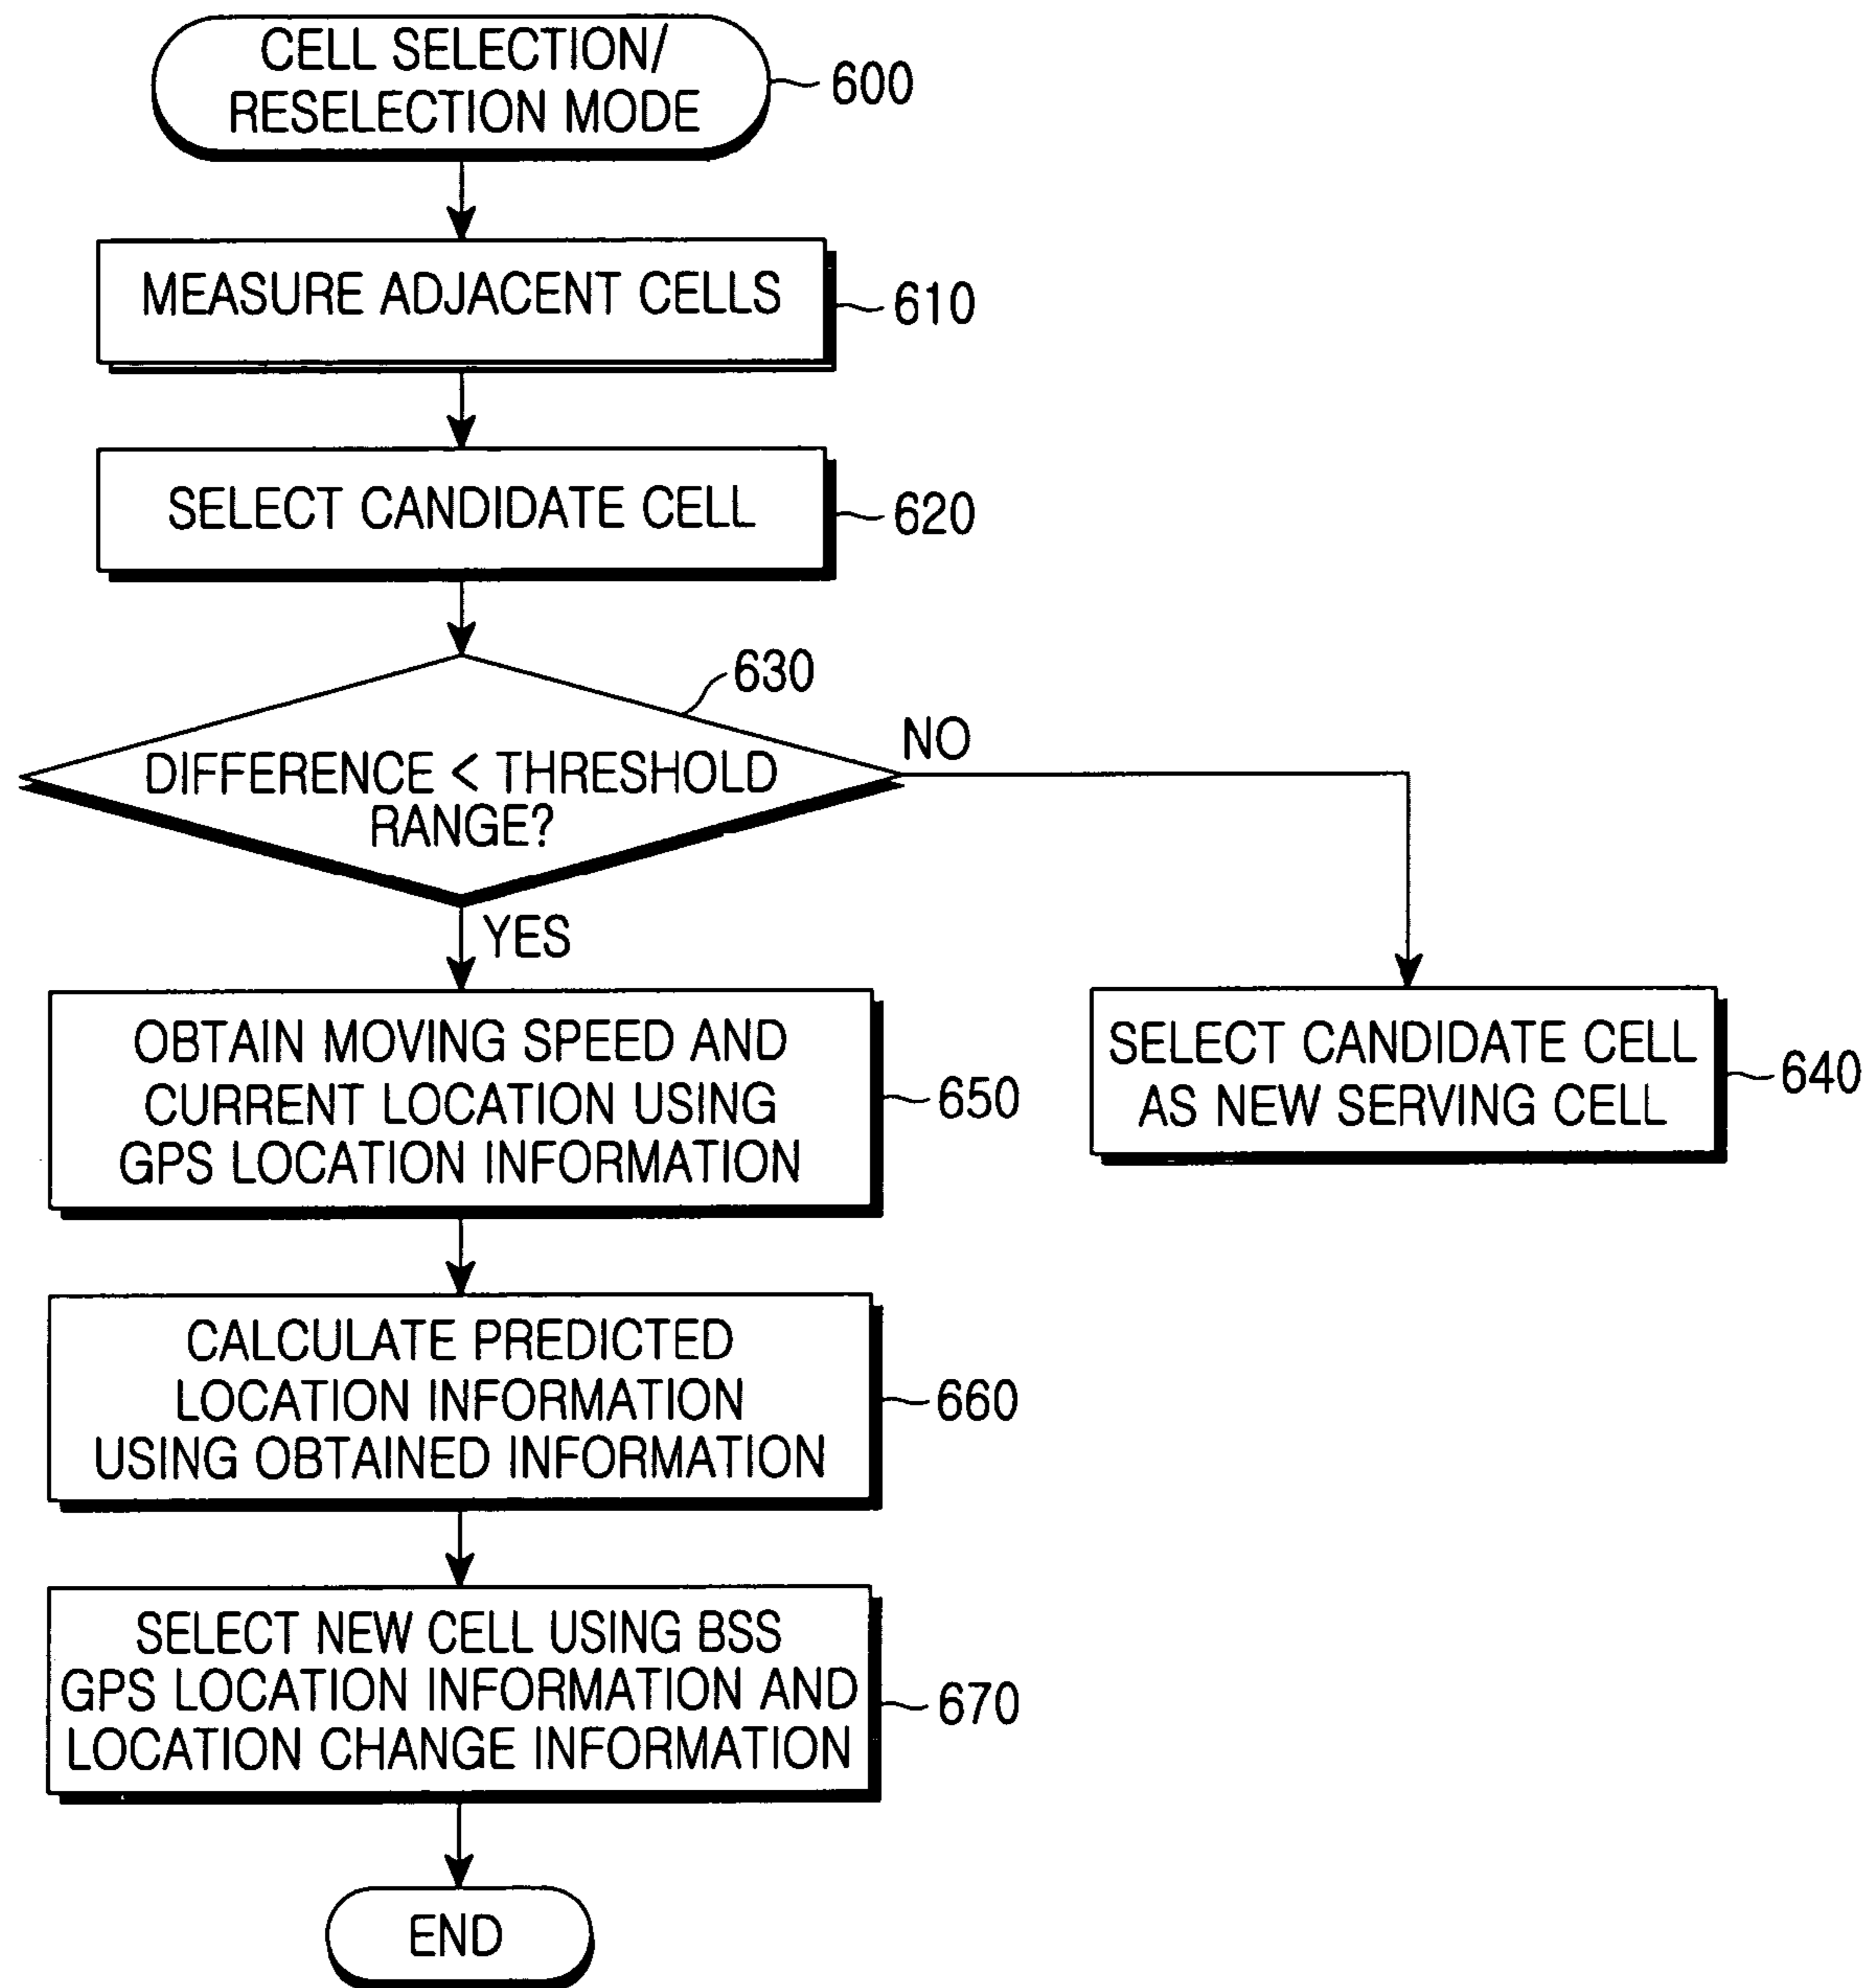 CELL SELECTION/
RESELECTION MODE
600
MEASURE ADJACENT CELLS
610
SELECT CANDIDATE CELL
620
630
DIFFERENCE < THRESHOLD
RANGE?
NO
YES
OBTAIN MOVING SPEED AND
CURRENT LOCATION USING
GPS LOCATION INFORMATION
650
SELECT CANDIDATE CELL
AS NEW SERVING CELL
640
CALCULATE PREDICTED
LOCATION INFORMATION
USING OBTAINED INFORMATION
660
SELECT NEW CELL USING BSS
GPS LOCATION INFORMATION AND
LOCATION CHANGE INFORMATION
670
END